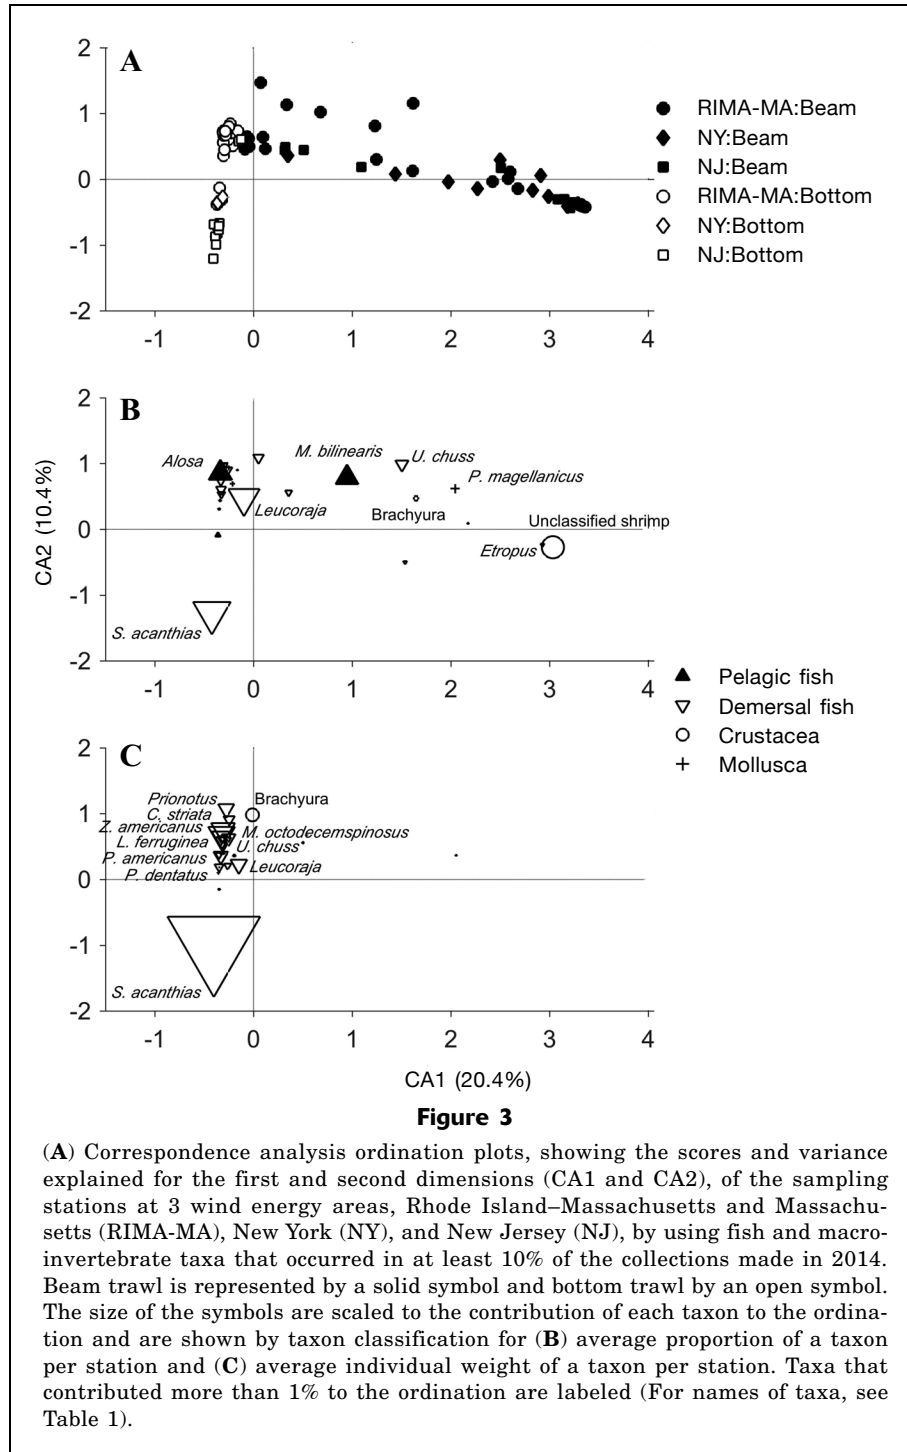 A
2
1
0
-1
-2
-1 0 1 2 3 4
RIMA-MA:Beam
NY:Beam
NJ:Beam
RIMA-MA:Bottom
NY:Bottom
NJ:Bottom
B
2
1
0
-1
-2
-1 0 1 2 3 4
CA2 (10.4%)
Alosa
M. bilinearis
U. chuss
P. magellanicus
Leucoraja
Brachyura
Unclassified shrimp
Etropus
S. acanthias
Pelagic fish
Demersal fish
Crustacea
Mollusca
C
2
1
0
-1
-2
-1 0 1 2 3 4
Prionotus
Brachyura
C. striata
Z. americanus
M. octodecemspinosus
L. ferruginea
U. chuss
P. americanus
Leucoraja
P. dentatus
S. acanthias
CA1 (20.4%)
Figure 3
(A) Correspondence analysis ordination plots, showing the scores and variance
explained for the first and second dimensions (CA1 and CA2), of the sampling
stations at 3 wind energy areas, Rhode Island–Massachusetts and Massachu-
setts (RIMA-MA), New York (NY), and New Jersey (NJ), by using fish and macro-
invertebrate taxa that occurred in at least 10% of the collections made in 2014.
Beam trawl is represented by a solid symbol and bottom trawl by an open symbol.
The size of the symbols are scaled to the contribution of each taxon to the ordina-
tion and are shown by taxon classification for (B) average proportion of a taxon
per station and (C) average individual weight of a taxon per station. Taxa that
contributed more than 1% to the ordination are labeled (For names of taxa, see
Table 1).